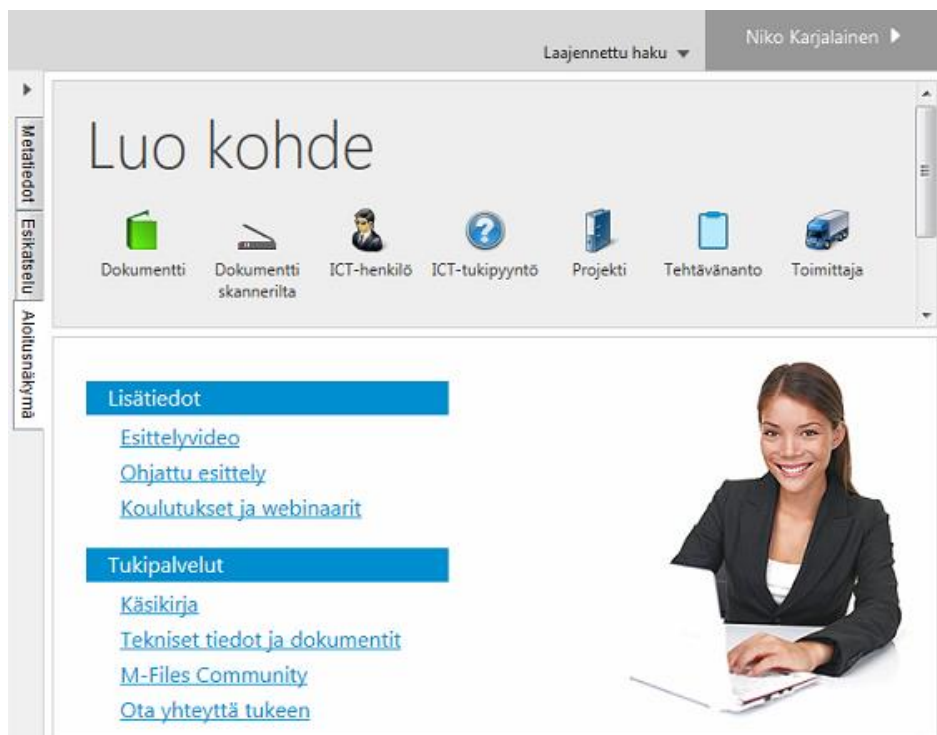 Niko Karjalainen
Laajennettu haku
Metatiedot
Esikatselu
Aloitusnäkymä
Luo kohde
Dokumentti
Dokumentti
skannerilta
ICT-henkilö
ICT-tukipyyntö
Projekti
Tehtävänanto
Toimittaja
Lisätiedot
Esittelyvideo
Ohjattu esittely
Koulutukset ja webinaarit
Tukipalvelut
Käsikirja
Tekniset tiedot ja dokumentit
M-Files Community
Ota yhteyttä tukeen